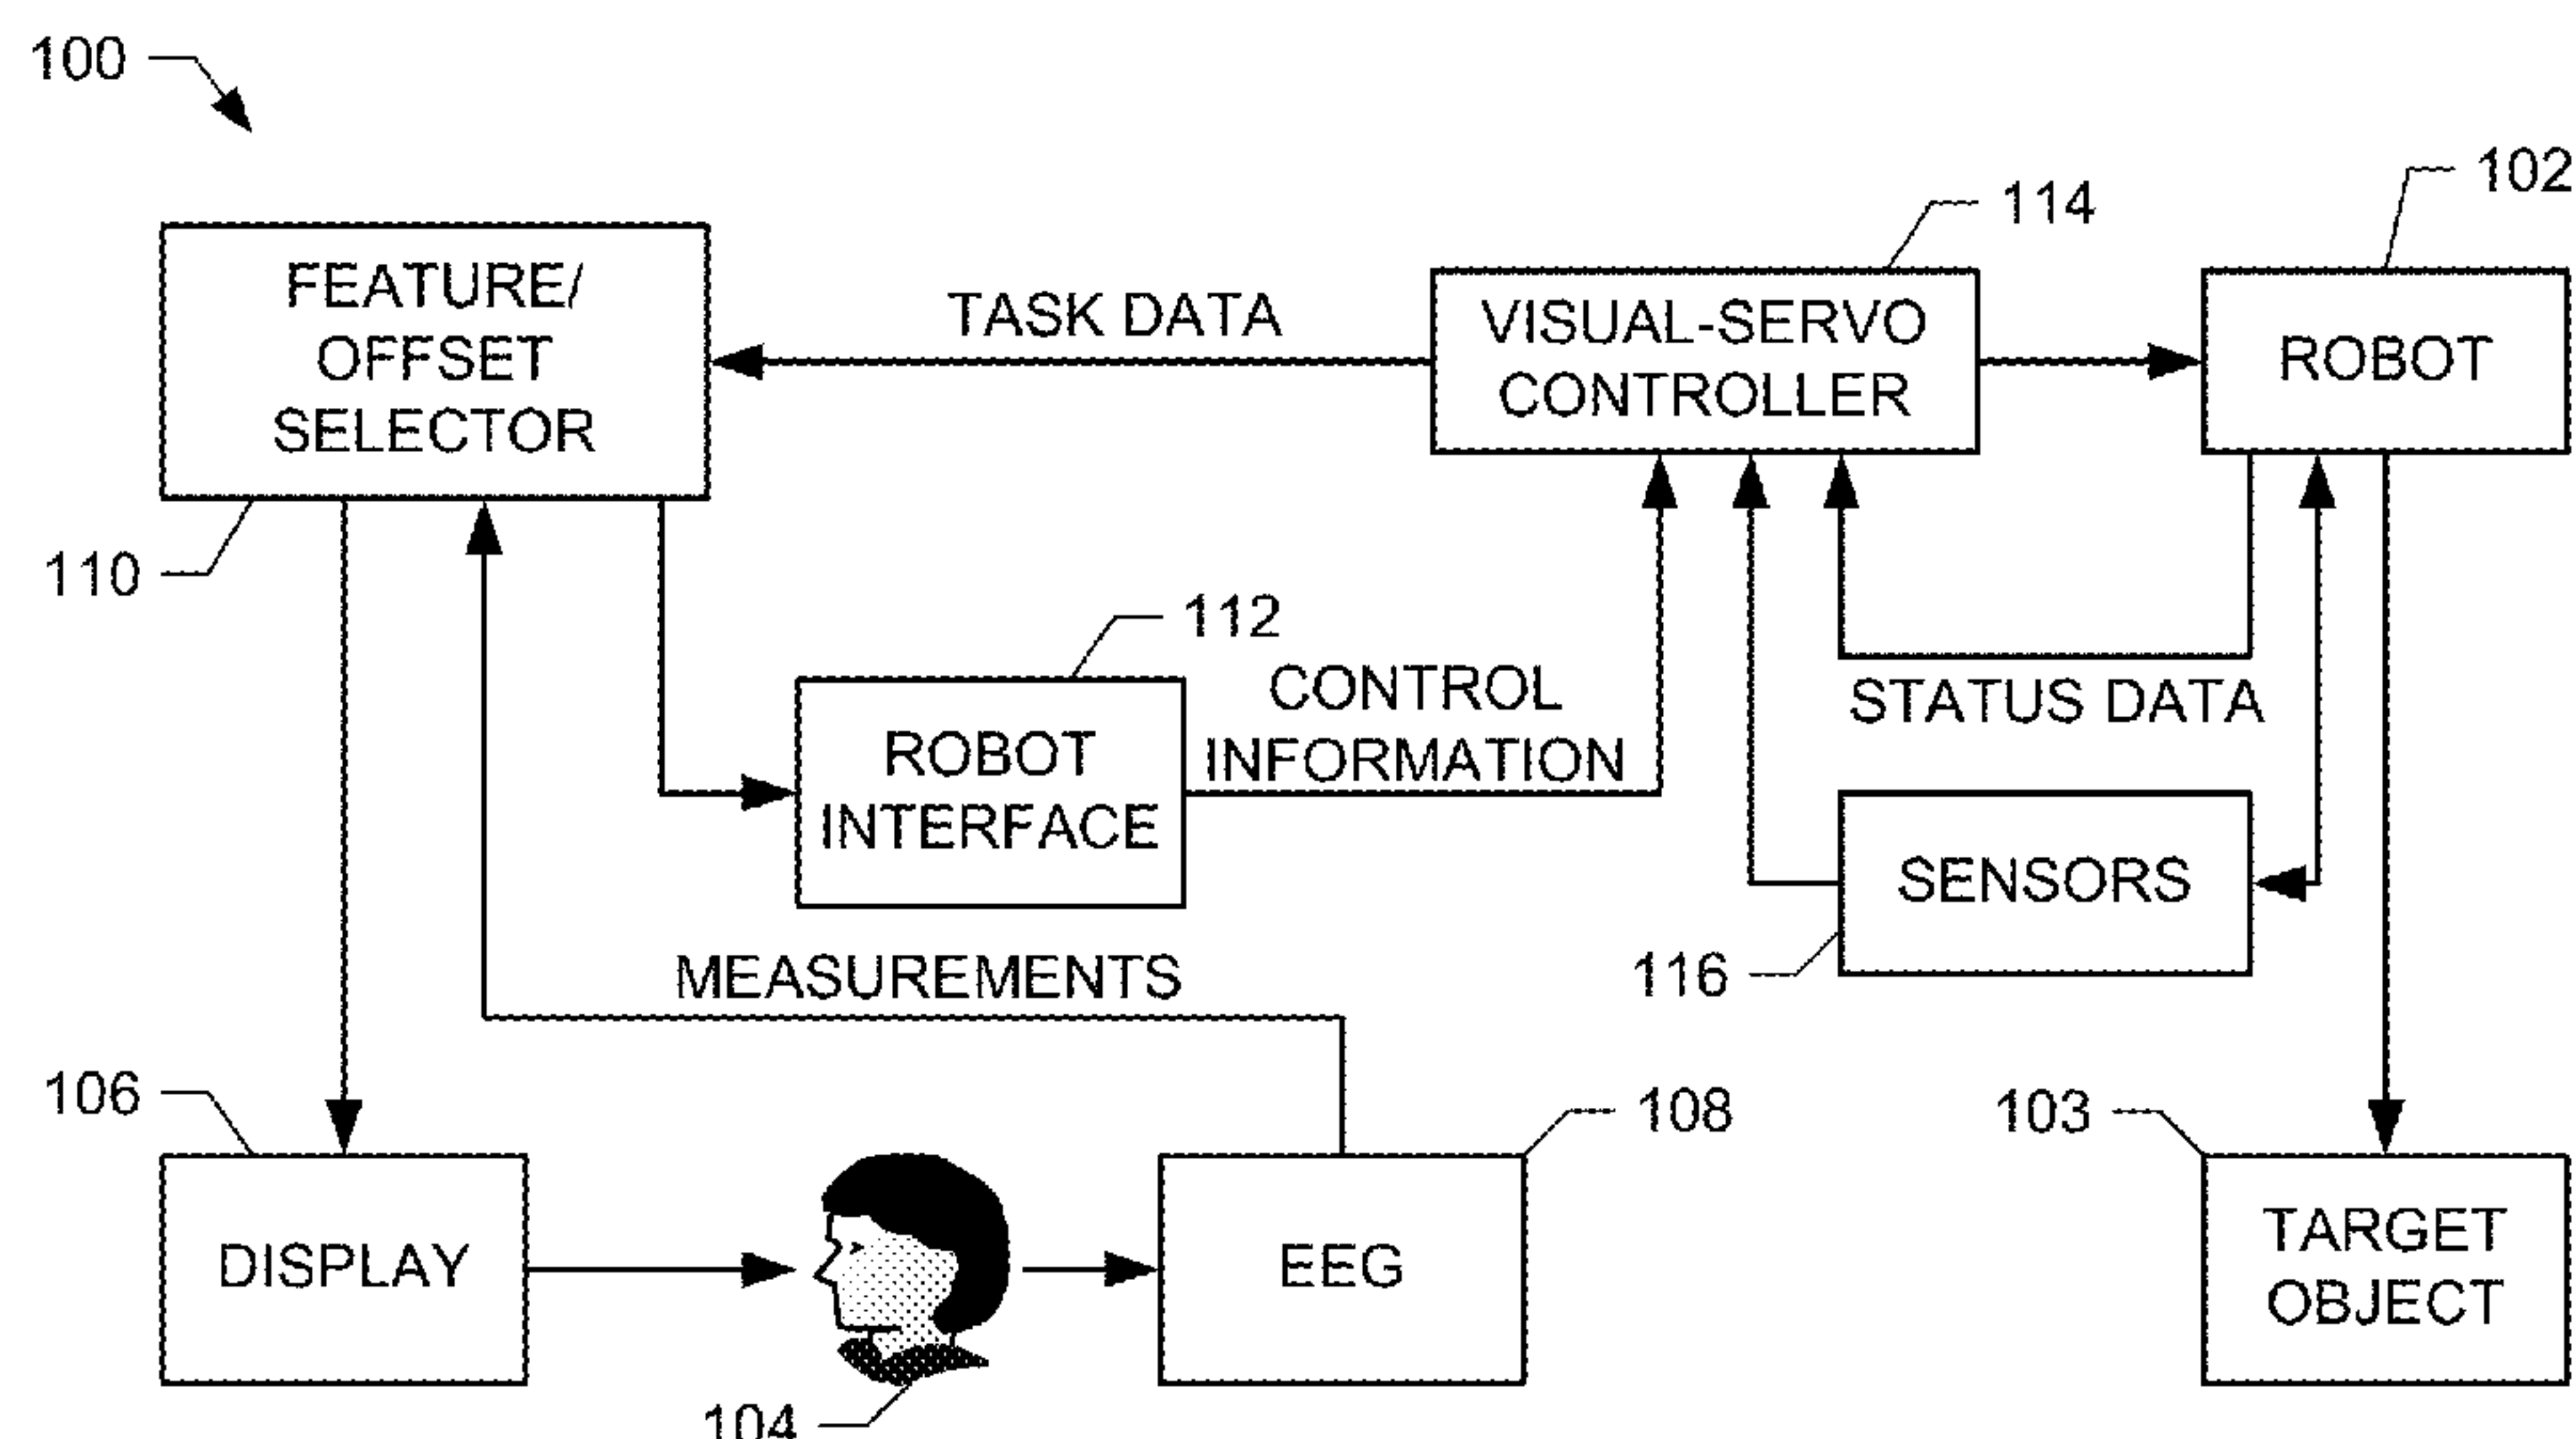 100
102
114
FEATURE/
OFFSET
SELECTOR
TASK DATA
VISUAL-SERVO
CONTROLLER
ROBOT
110
112
CONTROL
INFORMATION
STATUS DATA
ROBOT
INTERFACE
SENSORS
116
MEASUREMENTS
106
108
103
DISPLAY
EEG
TARGET
OBJECT
104